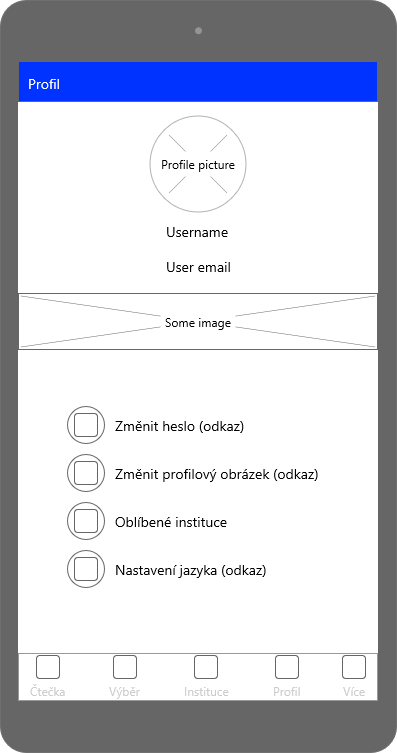 Profil
Profile picture
Username
User email
Some image
Změnit heslo (odkaz)
Změnit profilový obrázek (odkaz)
Oblíbené instituce
Nastavení jazyka (odkaz)
Čtečka Výběr Instituce Profil Více